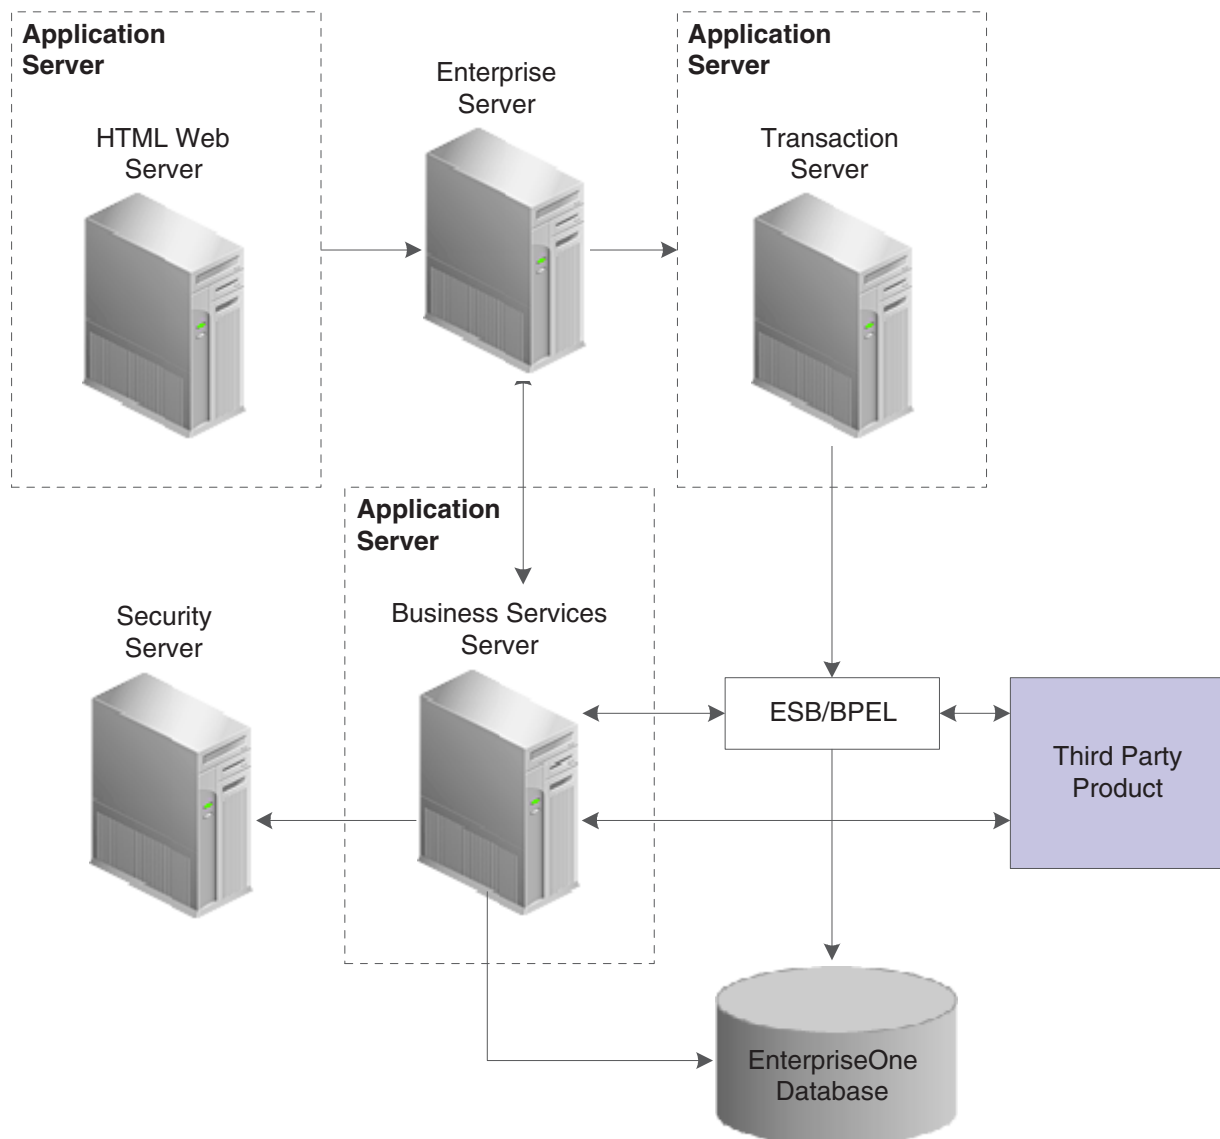 Application
Server
HTML Web
Server
Enterprise
Server
Application
Server
Transaction
Server
Application
Server
Security
Server
Business Services
Server
ESB/BPEL
Third Party
Product
EnterpriseOne
Database